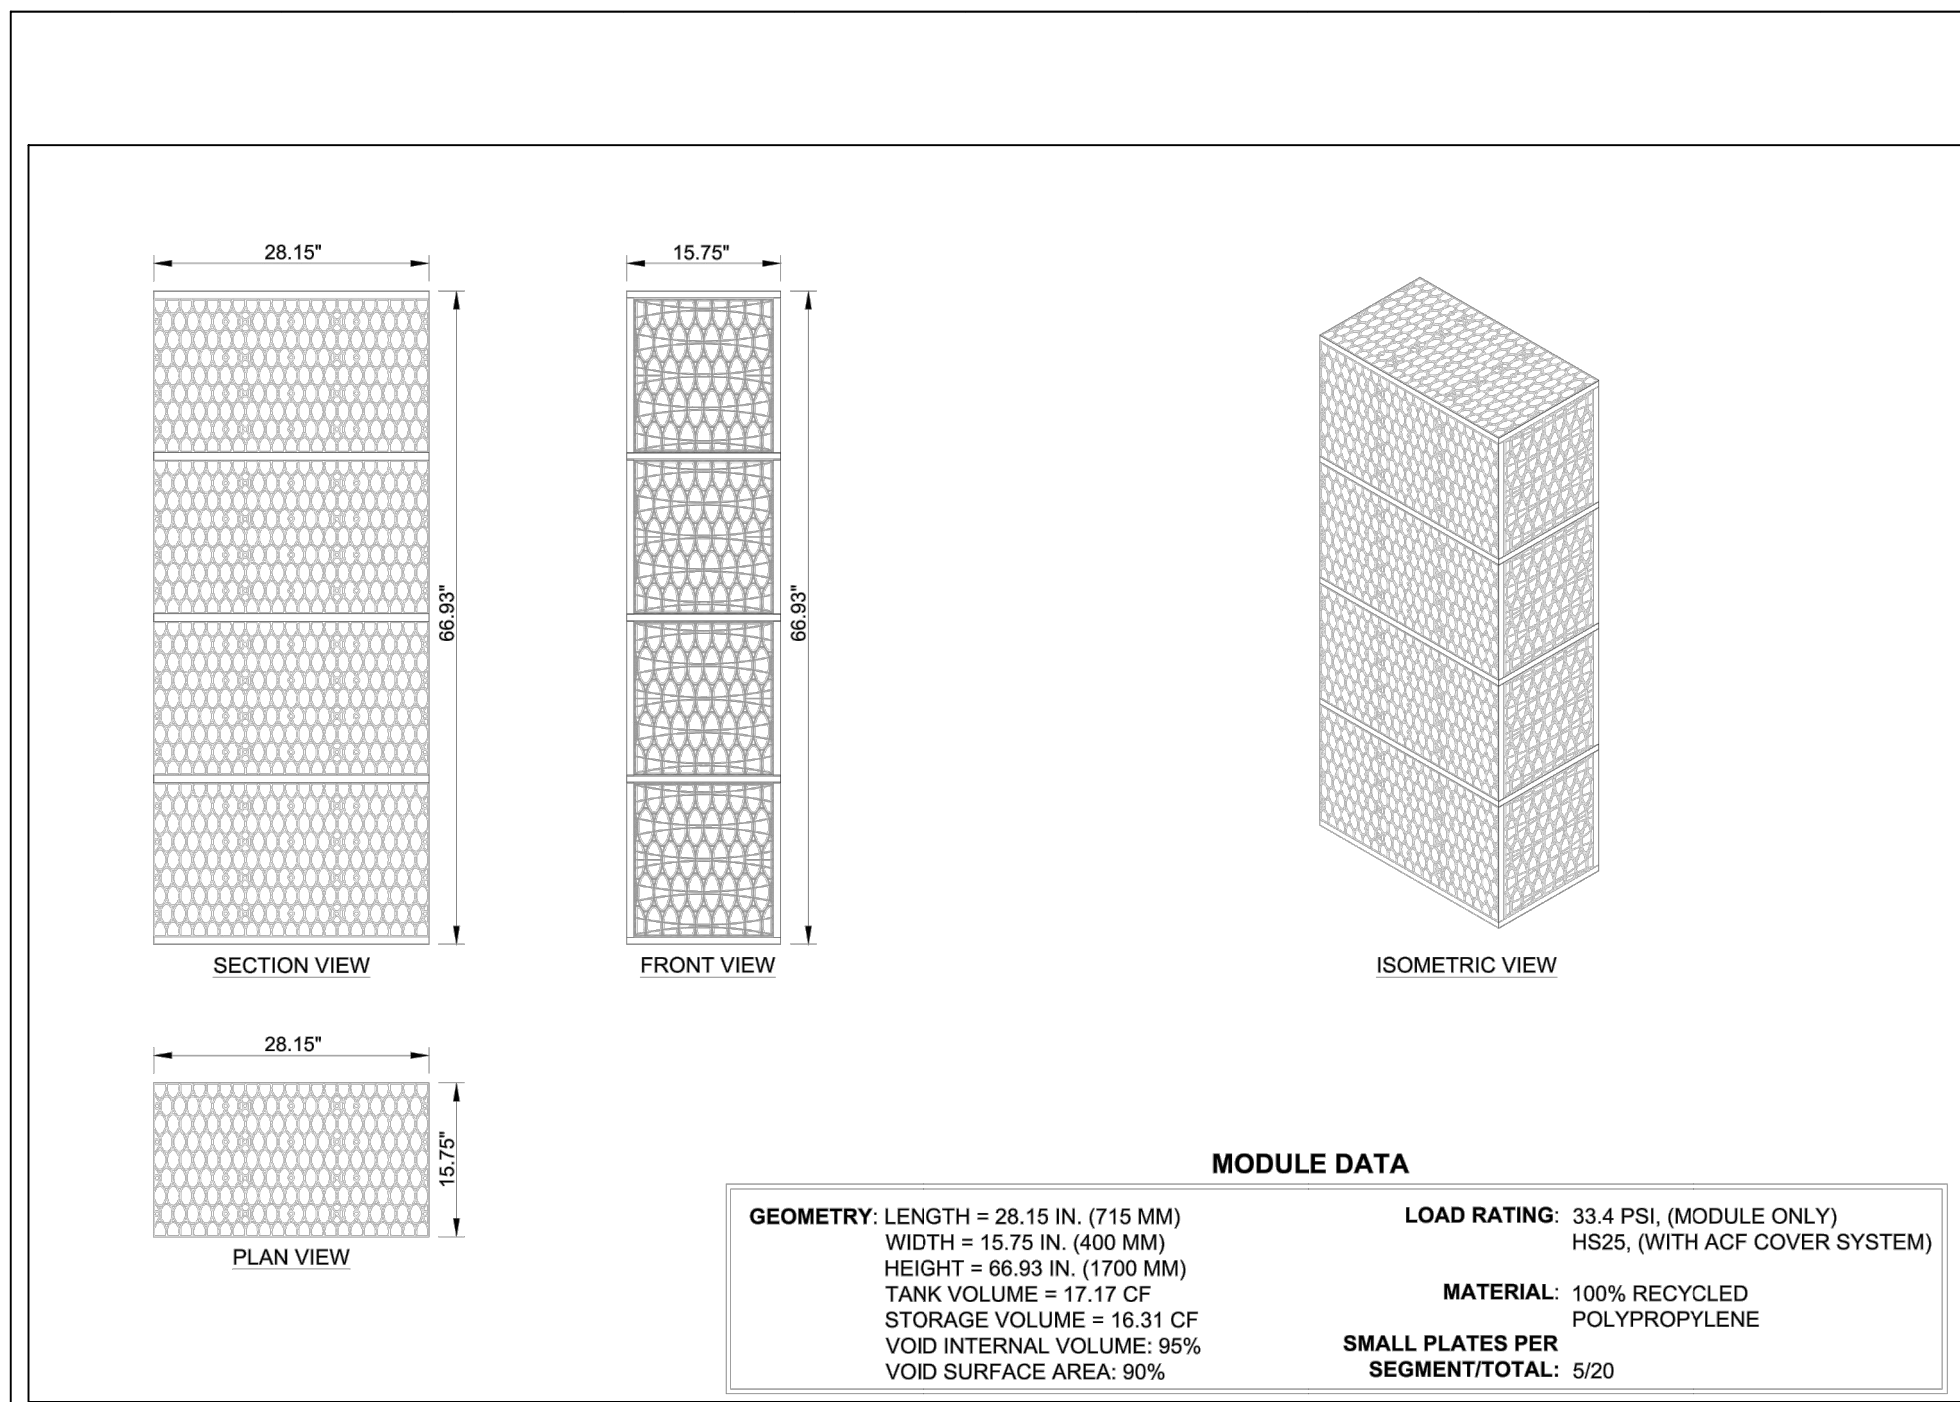 28.15"
15.75"
66.93"
66.93"
SECTION VIEW
FRONT VIEW
ISOMETRIC VIEW
28.15"
15.75"
PLAN VIEW
MODULE DATA
GEOMETRY: LENGTH = 28.15 IN. (715 MM)
WIDTH = 15.75 IN. (400 MM)
HEIGHT = 66.93 IN. (1700 MM)
TANK VOLUME = 17.17 CF
STORAGE VOLUME = 16.31 CF
VOID INTERNAL VOLUME: 95%
VOID SURFACE AREA: 90%
LOAD RATING: 33.4 PSI, (MODULE ONLY)
HS25, (WITH ACF COVER SYSTEM)
MATERIAL: 100% RECYCLED
POLYPROPYLENE
SMALL PLATES PER
SEGMENT/TOTAL: 5/20